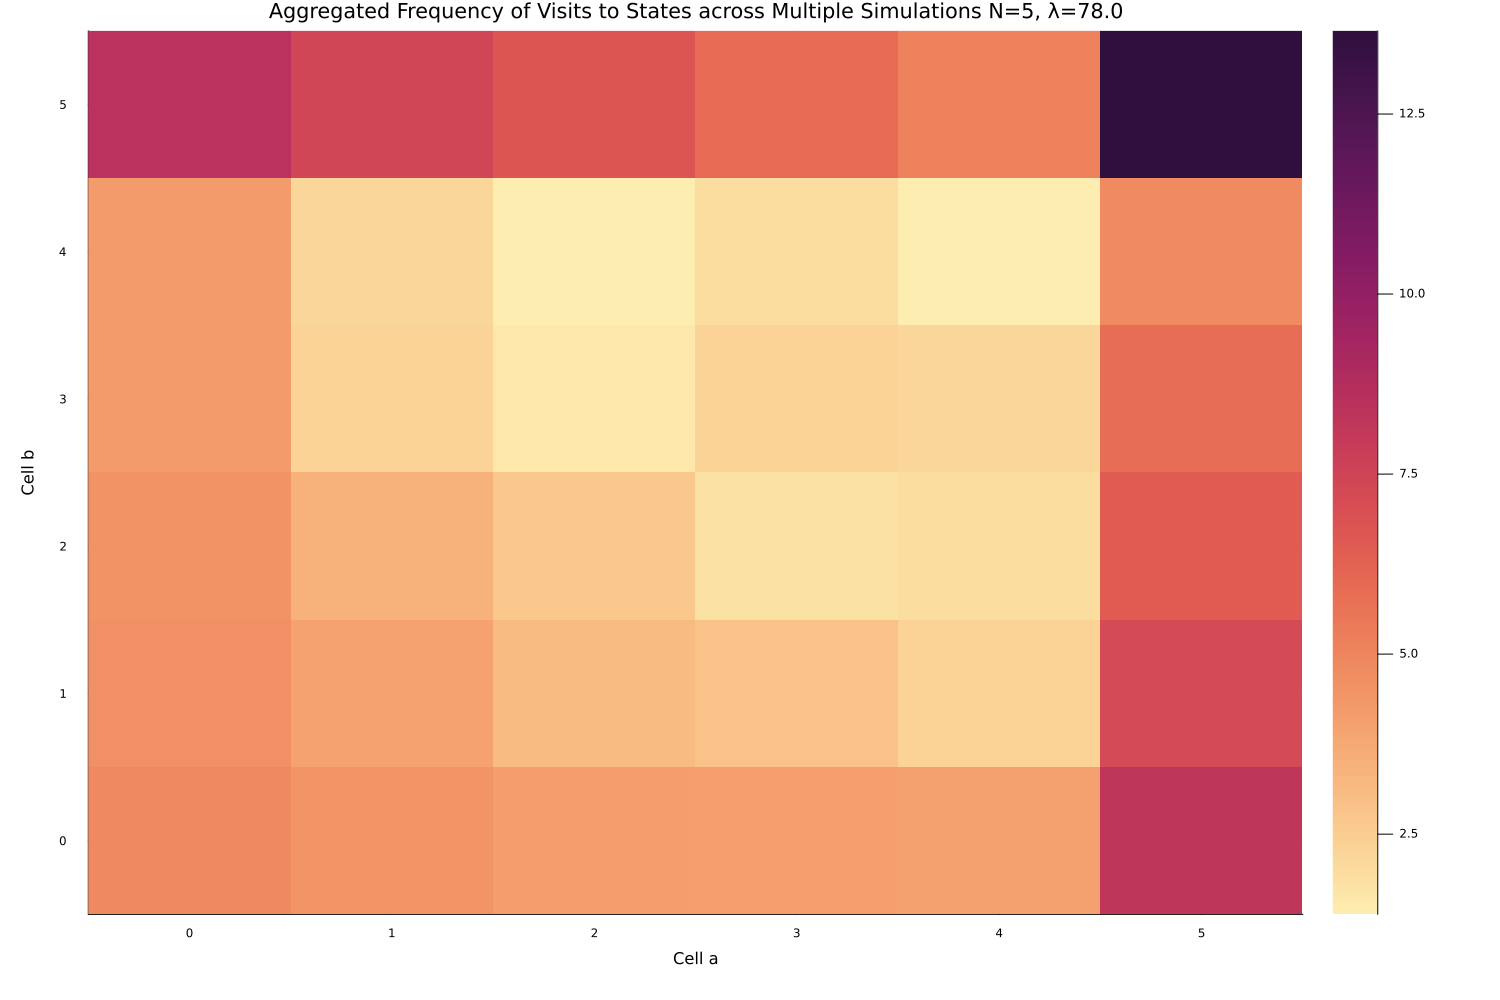 Aggregated Frequency of Visits to States across Multiple Simulations N=5, λ=78.0
5
4
3
2
1
0
Cell b
0 1 2 3 4 5
Cell a
12.5
10.0
7.5
5.0
2.5